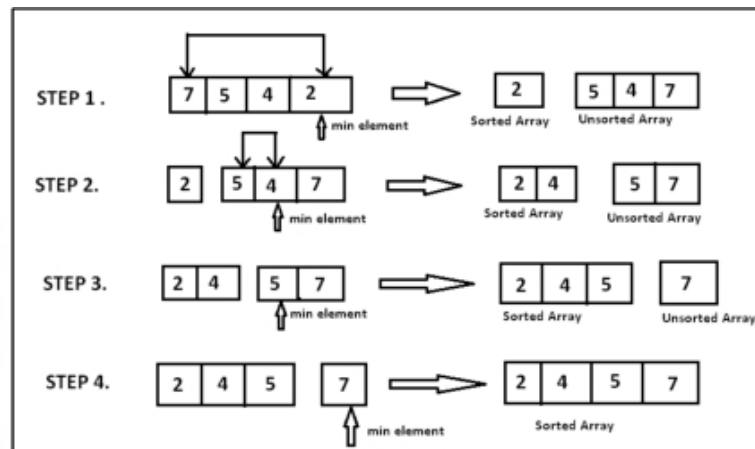 STEP 1.
7 5 4 2
min element
2
Sorted Array
5 4 7
Unsorted Array
STEP 2.
2
5 4 7
min element
2 4
Sorted Array
5 7
Unsorted Array
STEP 3.
2 4
5 7
min element
2 4 5
Sorted Array
7
Unsorted Array
STEP 4.
2 4 5
7
min element
2 4 5 7
Sorted Array